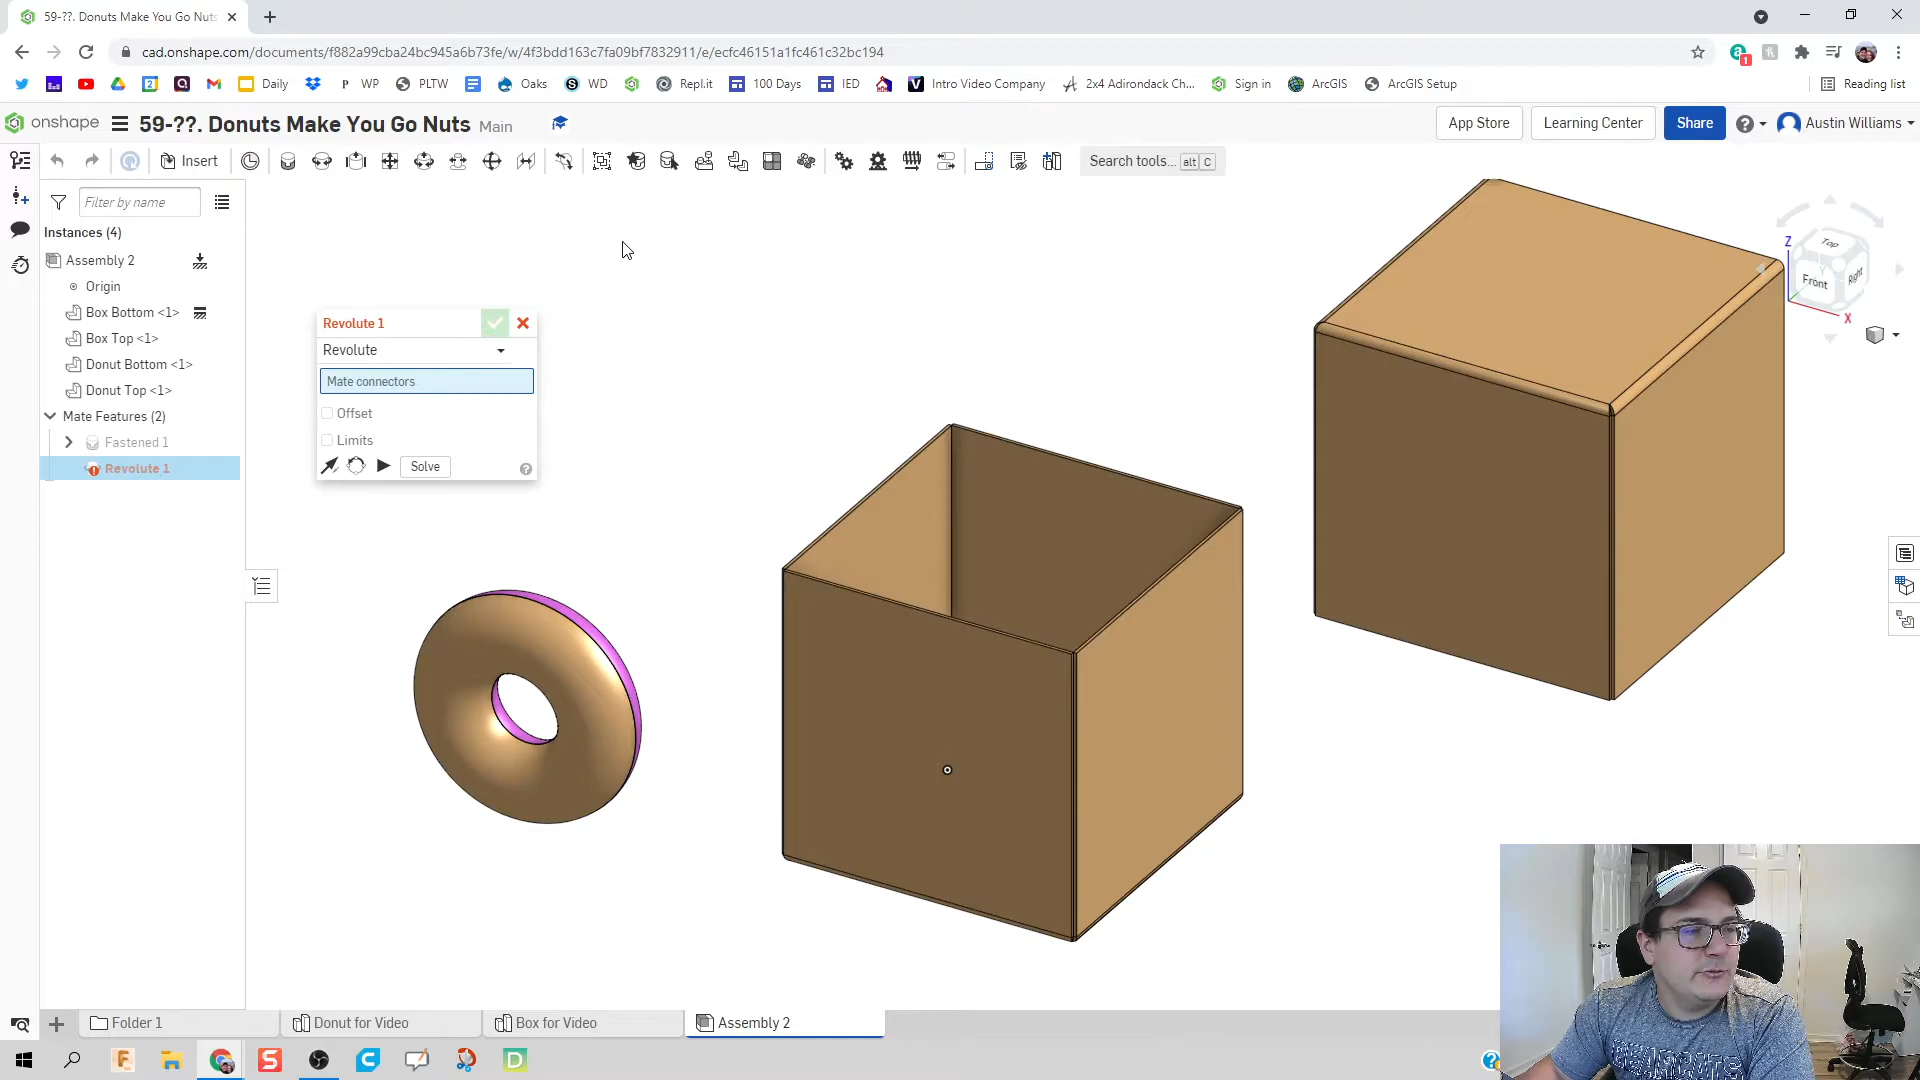 59-??. Donuts Make You Go Nuts
cad.onshape.com/documents/f882a99cba24bc945a6b73fe/w/4f3bdd163c7fa09bf7832911/e/ecfc46151a1fc461c32bc194
1
Daily
WP
PLTW
Oaks
WD
Repl.it
100 Days
IED
Intro Video Company
2x4 Adirondack Ch...
Sign in
ArcGIS
ArcGIS Setup
Reading list
onshape
59-??. Donuts Make You Go Nuts Main
App Store
Learning Center
Share
Austin Williams
Insert
Search tools... alt C
Filter by name
Instances (4)
Assembly 2
Origin
Box Bottom <1>
Box Top <1>
Donut Bottom <1>
Donut Top <1>
Mate Features (2)
Fastened 1
Revolute 1
Revolute 1
Revolute
Mate connectors
Offset
Limits
Solve
Z
Top
Front
Right
X
Folder 1
Donut for Video
Box for Video
Assembly 2
BEARCATS